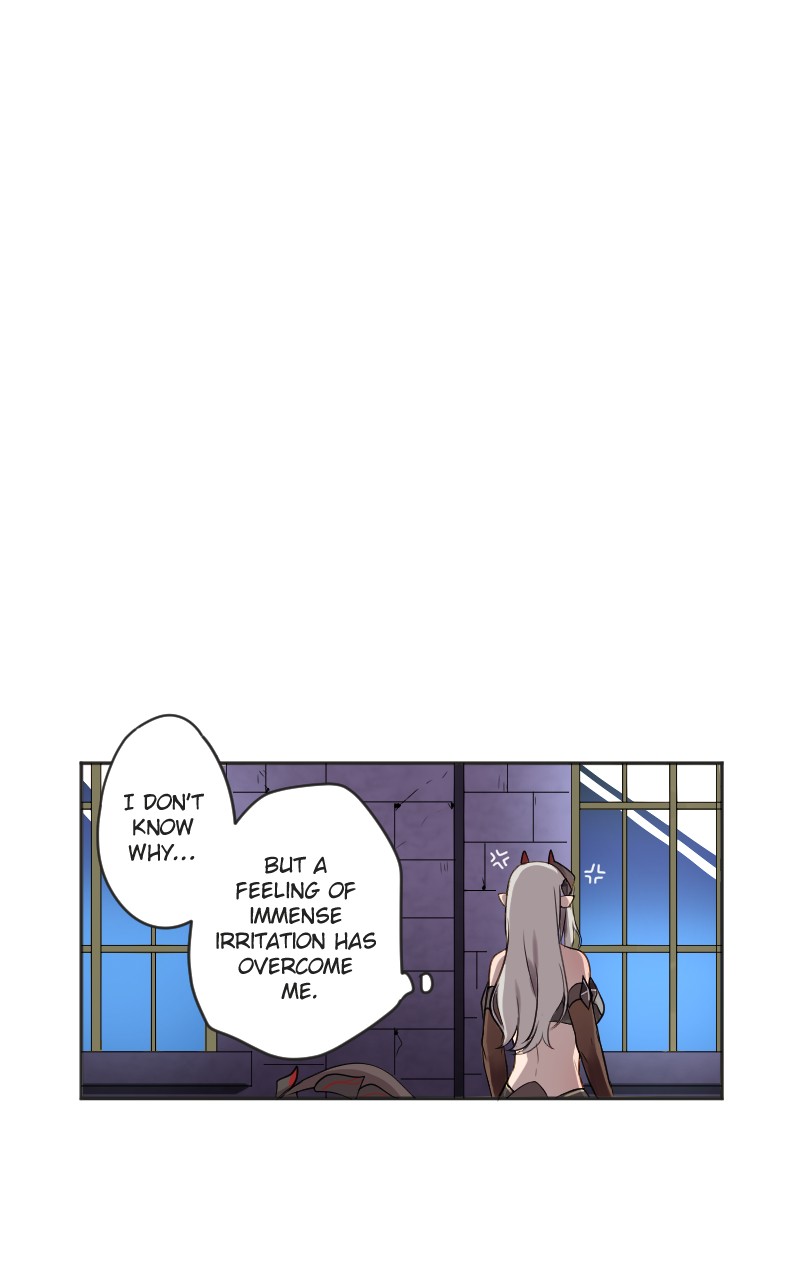 I DON'T
KNOW
WHY...
BUT A
FEELING OF
IMMENSE
IRRITATION HAS
OVERCOME
ME.